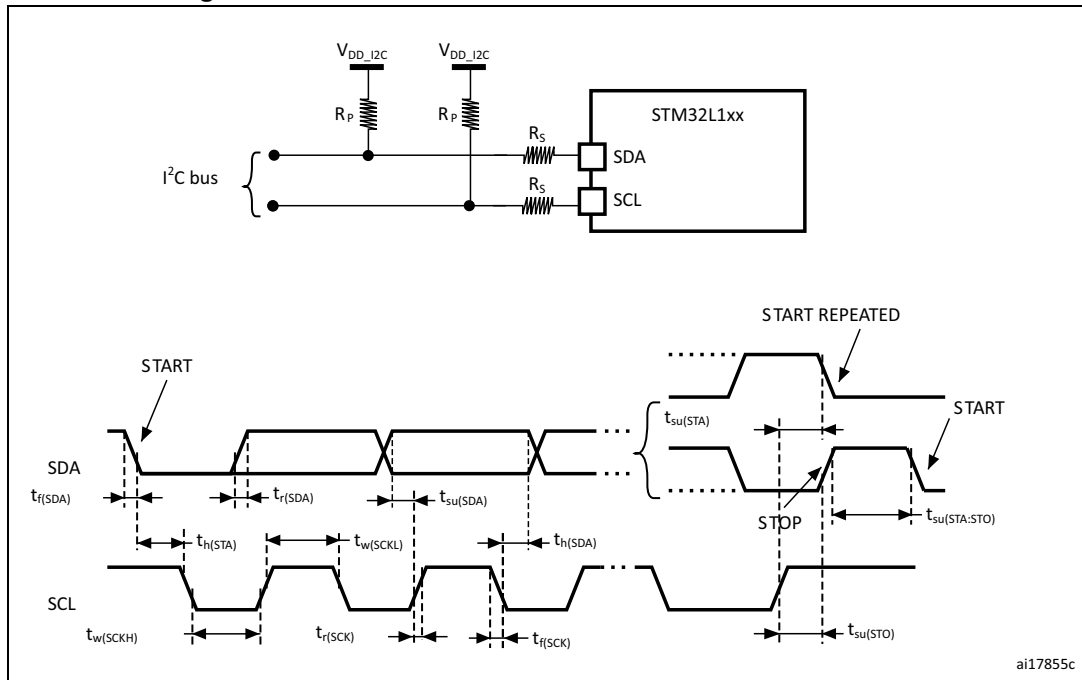 V_DD_I2C V_DD_I2C
R_P R_P
STM32L1xx
R_S
SDA
I²C bus
R_S
SCL
START REPEATED
START
t_su(STA)
START
SDA
t_f(SDA)
t_r(SDA)
t_su(SDA)
STOP
t_su(STA:STO)
t_h(STA)
t_w(SCKL)
t_h(SDA)
SCL
t_w(SCKH)
t_r(SCK)
t_f(SCK)
t_su(STO)
ai17855c